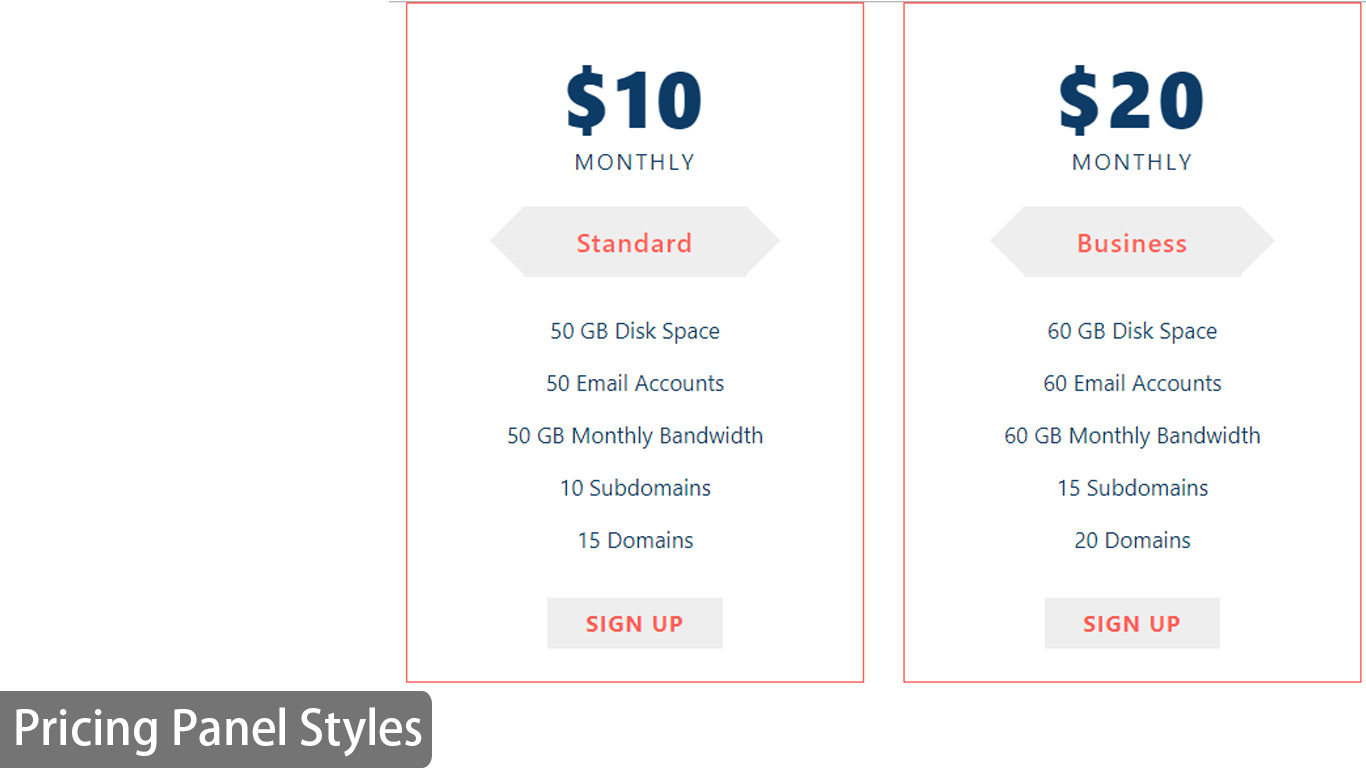 $10
MONTHLY
Standard
50 GB Disk Space
50 Email Accounts
50 GB Monthly Bandwidth
10 Subdomains
15 Domains
SIGN UP
$20
MONTHLY
Business
60 GB Disk Space
60 Email Accounts
60 GB Monthly Bandwidth
15 Subdomains
20 Domains
SIGN UP
Pricing Panel Styles